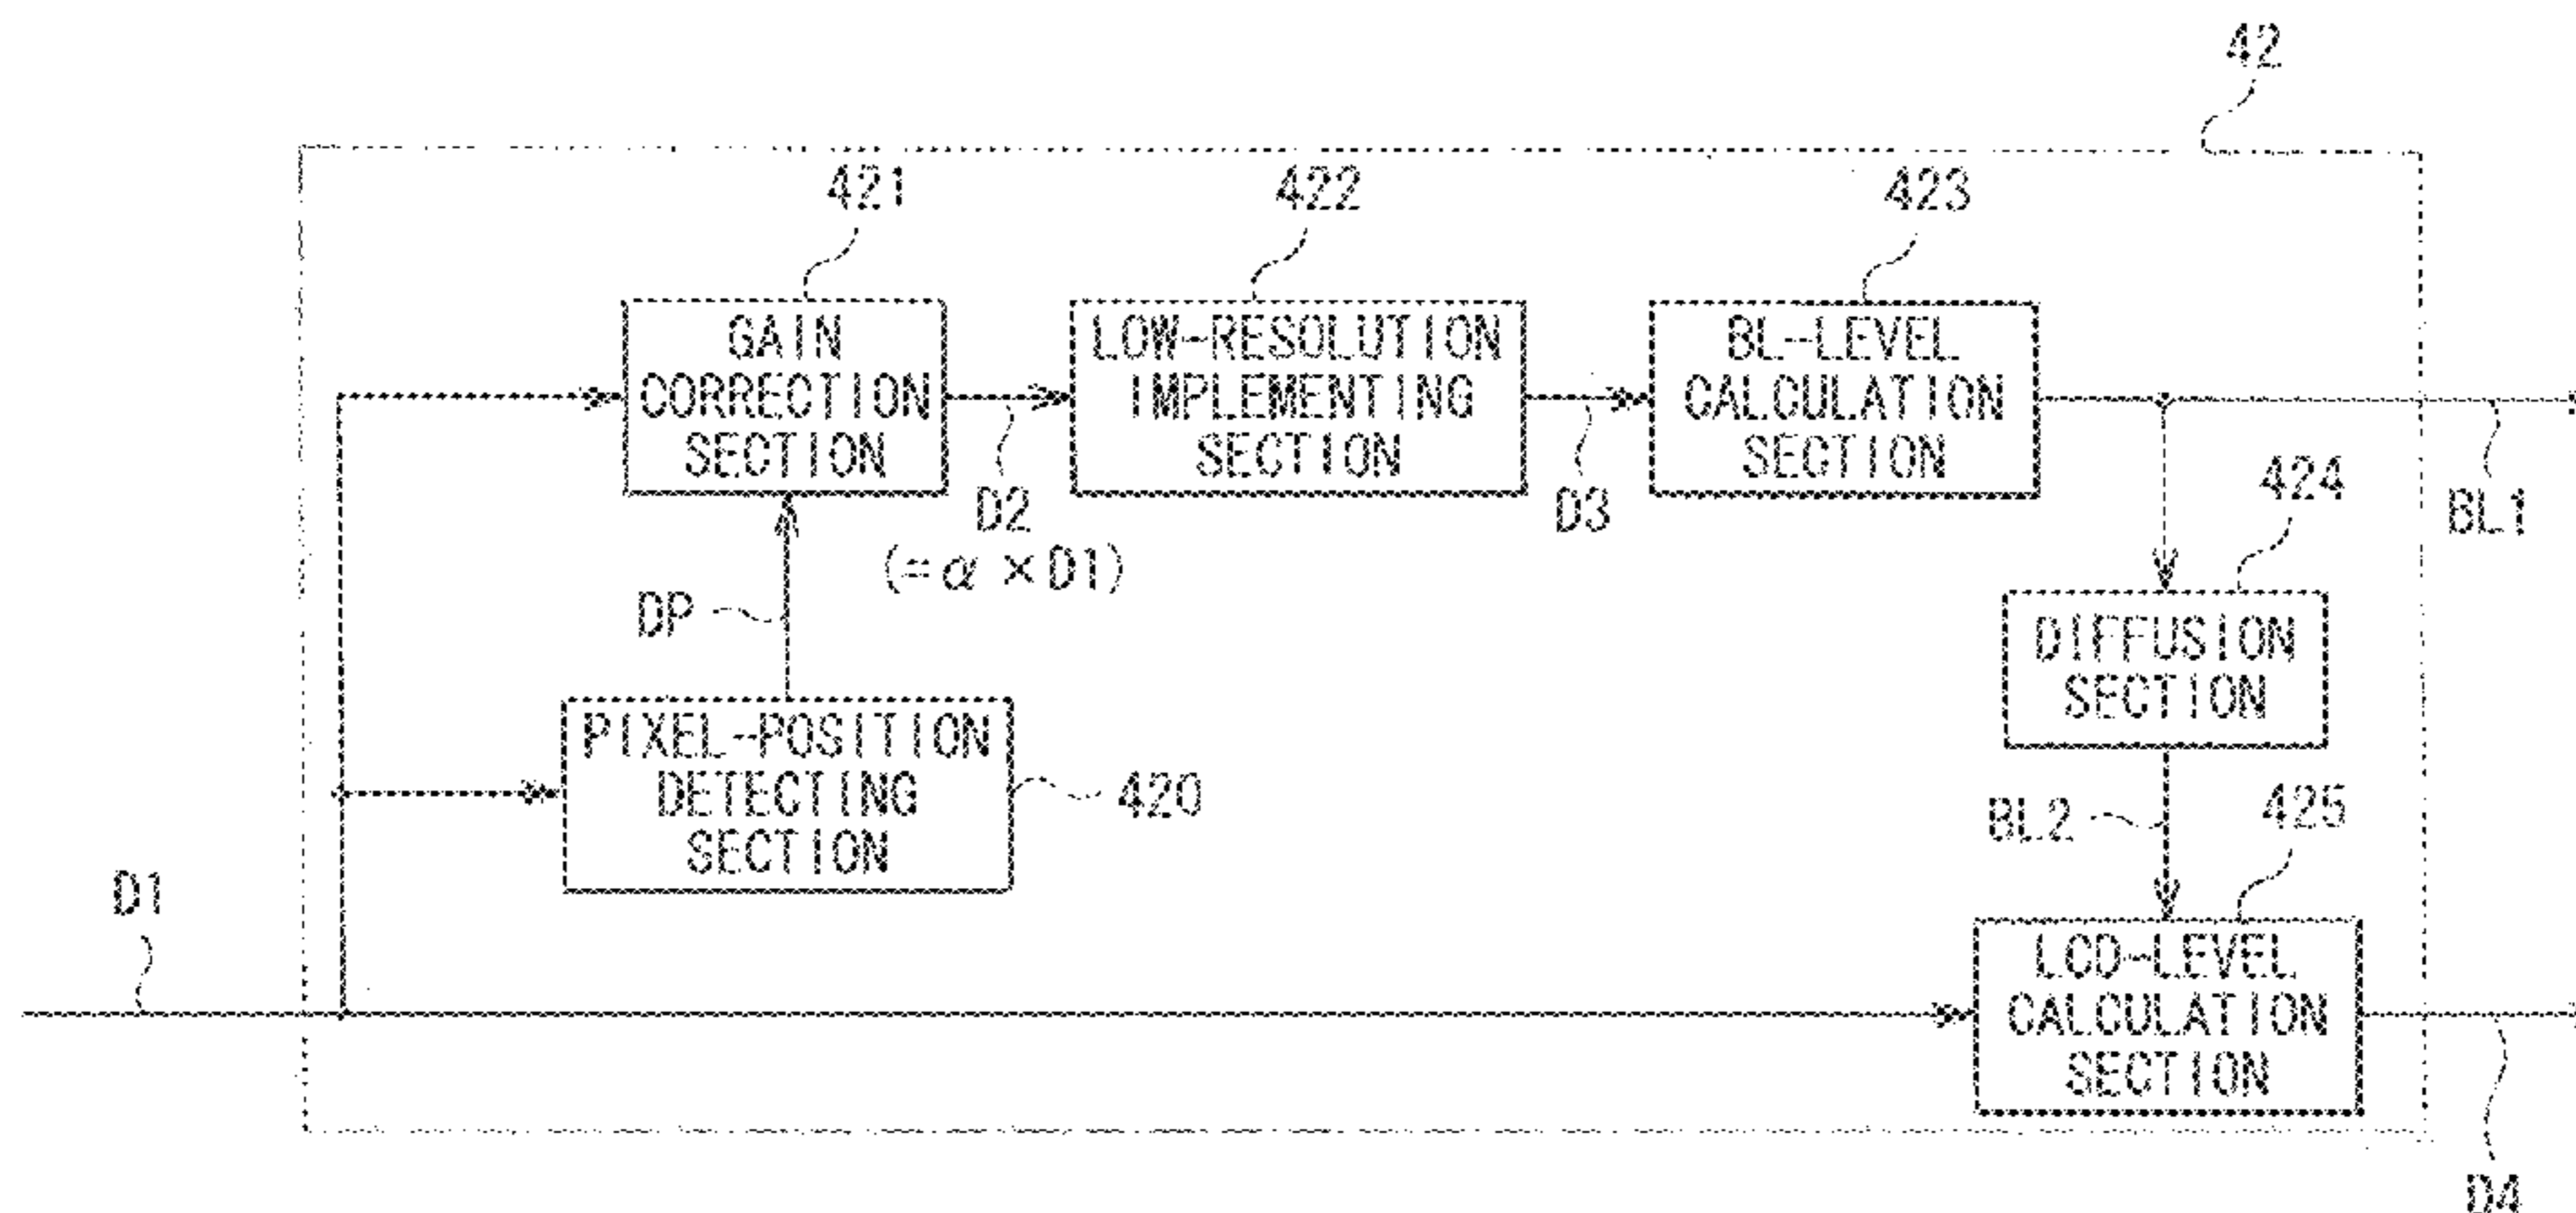 42
421
422
423
GAIN
CORRECTION
SECTION
LOW-RESOLUTION
IMPLEMENTING
SECTION
BL-LEVEL
CALCULATION
SECTION
D2
(=α ×D1)
D3
BL1
424
DP
DIFFUSION
SECTION
PIXEL-POSITION
DETECTING
SECTION
420
BL2
425
D1
LCD-LEVEL
CALCULATION
SECTION
D4